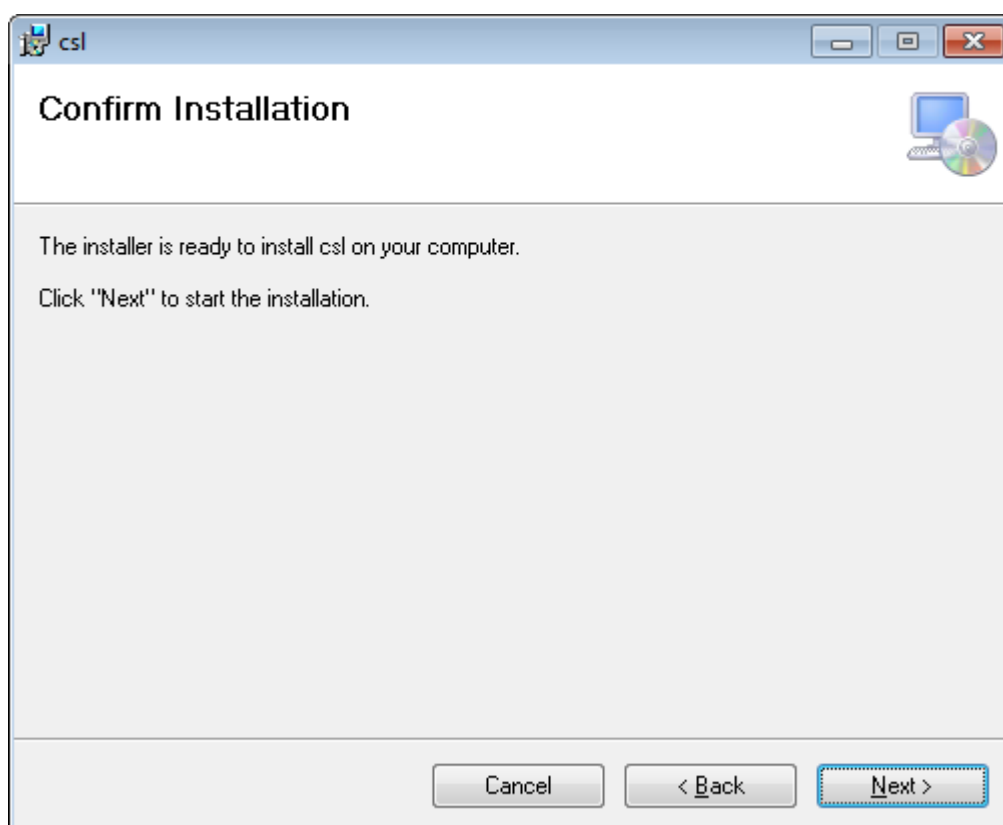 csl
Confirm Installation
The installer is ready to install csl on your computer.
Click "Next" to start the installation.
Cancel
< Back
Next >